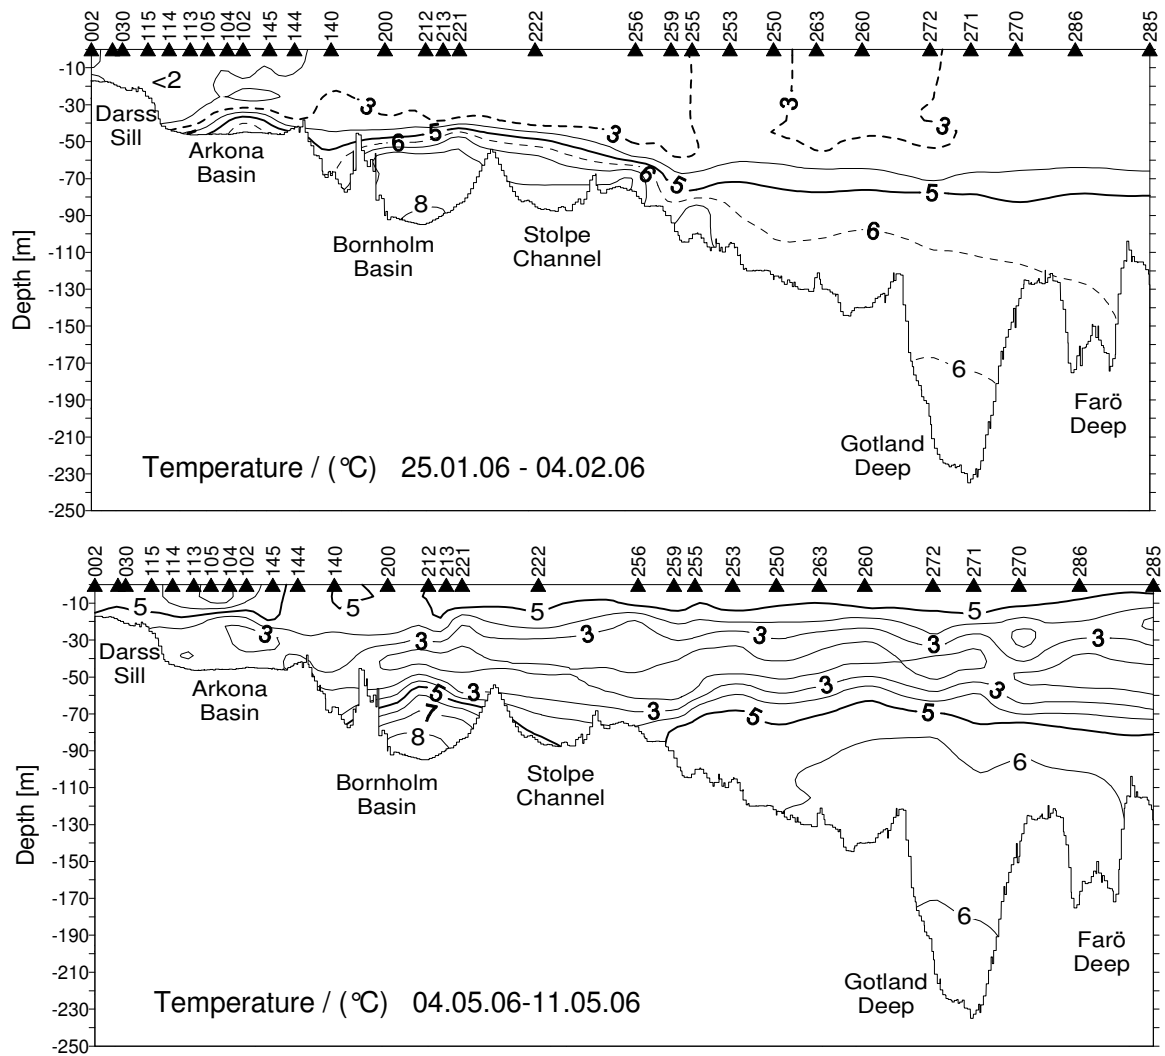 002 030 115 114 113 105 104 102 145 144 140 200 212 213 221 222 256 259 255 253 250 263 260 272 271 270 286 285
-10
-30
-50
-70
-90
-110
-130
-150
-170
-190
-210
-230
-250
Depth [m]
<2
3
3
3
3
5
6
6
5
5
8
6
6
Darss
Sill
Arkona
Basin
Bornholm
Basin
Stolpe
Channel
Gotland
Deep
Farö
Deep
Temperature / (°C) 25.01.06 - 04.02.06
002 030 115 114 113 105 104 102 145 144 140 200 212 213 221 222 256 259 255 253 250 263 260 272 271 270 286 285
-10
-30
-50
-70
-90
-110
-130
-150
-170
-190
-210
-230
-250
Depth [m]
5
5
5
5
3
3
3
3
3
3
5
3
3
3
3
7
5
5
8
6
6
Darss
Sill
Arkona
Basin
Bornholm
Basin
Stolpe
Channel
Gotland
Deep
Farö
Deep
Temperature / (°C) 04.05.06-11.05.06